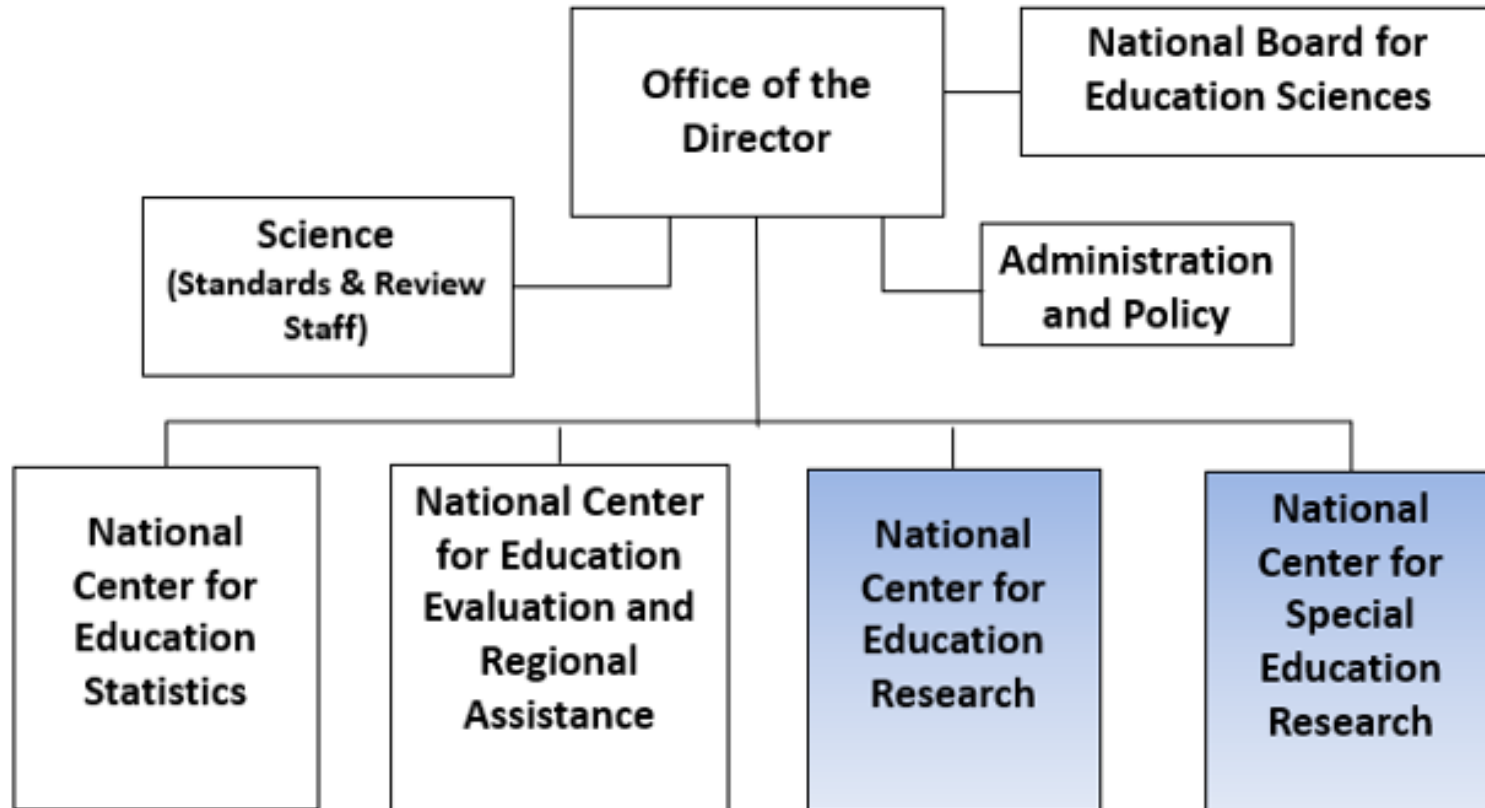 Office of the
Director
National Board for
Education Sciences
Science
(Standards & Review
Staff)
Administration
and Policy
National
Center for
Education
Statistics
National Center
for Education
Evaluation and
Regional
Assistance
National
Center for
Education
Research
National
Center for
Special
Education
Research